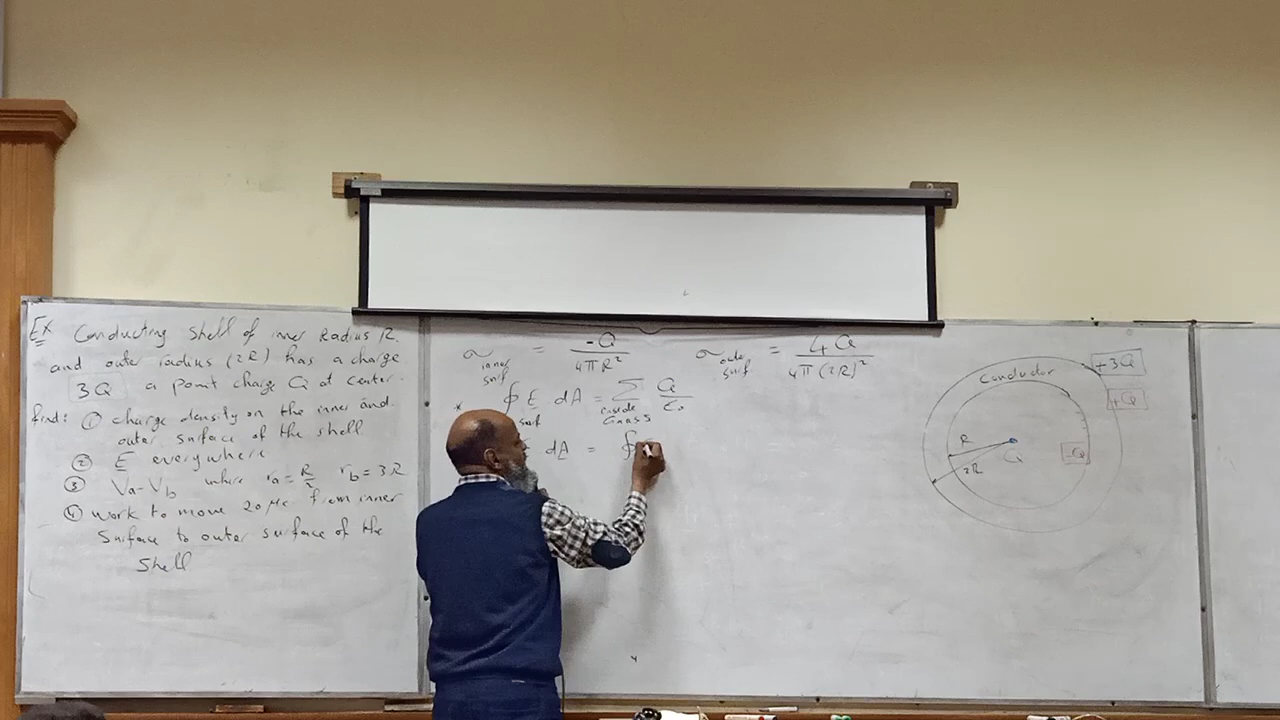 Ex Conducting shell of inner Radius R.
and outer radius (2R) has a charge
3Q a point charge Q at center.
find: ① charge density on the inner and
outer surface of the shell
② E everywhere
③ Va-Vb where ra = R/2 rb = 3R
④ work to move 20 μc from inner
surface to outer surface of the
shell
σ inner surf = -Q / 4πR² σ outer surf = 4Q / 4π(2R)²
* ∮ E dA = Σ Q/ε₀
surf inside Gauss
dA =
Conductor
+3Q
+Q
-Q
R
Q
2R